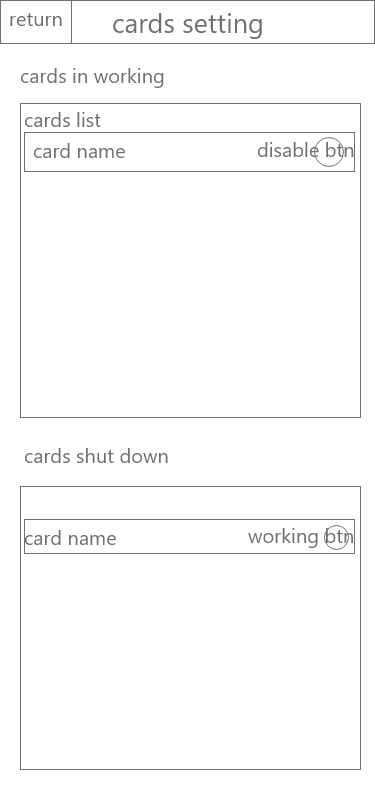 return
cards setting
cards in working
cards list
card name
disable btn
cards shut down
card name
working btn